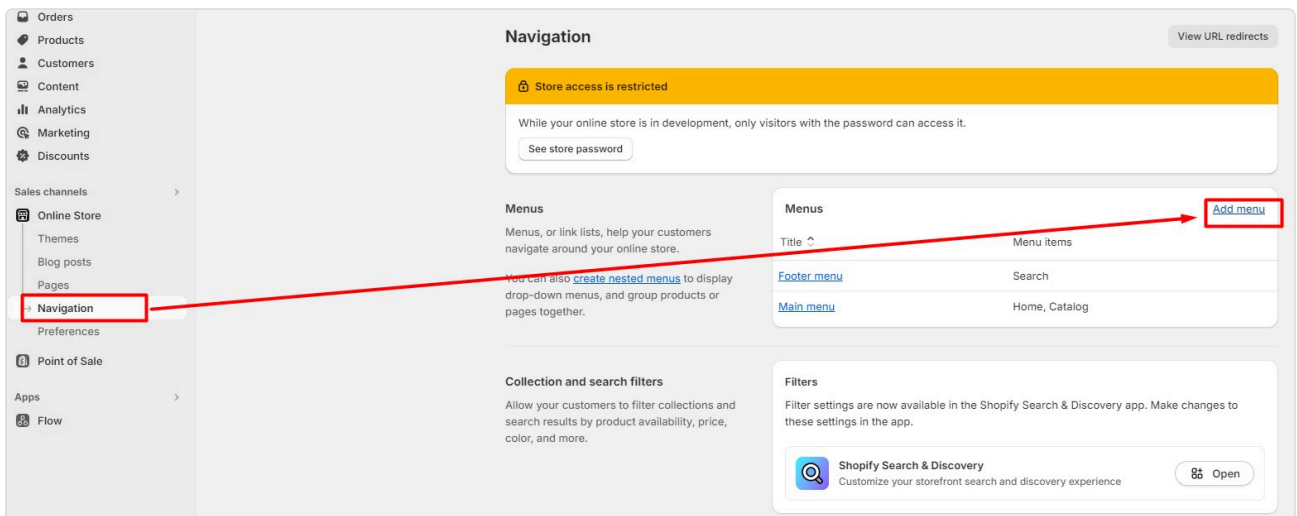 Orders
Products
Customers
Content
Analytics
Marketing
Discounts
Sales channels
Online Store
Themes
Blog posts
Pages
Navigation
Preferences
Point of Sale
Apps
Flow
Navigation
View URL redirects
Store access is restricted
While your online store is in development, only visitors with the password can access it.
See store password
Menus
Menus, or link lists, help your customers
navigate around your online store.
You can also create nested menus to display
drop-down menus, and group products or
pages together.
Menus
Add menu
Title
Menu items
Footer menu
Search
Main menu
Home, Catalog
Collection and search filters
Allow your customers to filter collections and
search results by product availability, price,
color, and more.
Filters
Filter settings are now available in the Shopify Search & Discovery app. Make changes to
these settings in the app.
Shopify Search & Discovery
Customize your storefront search and discovery experience
Open